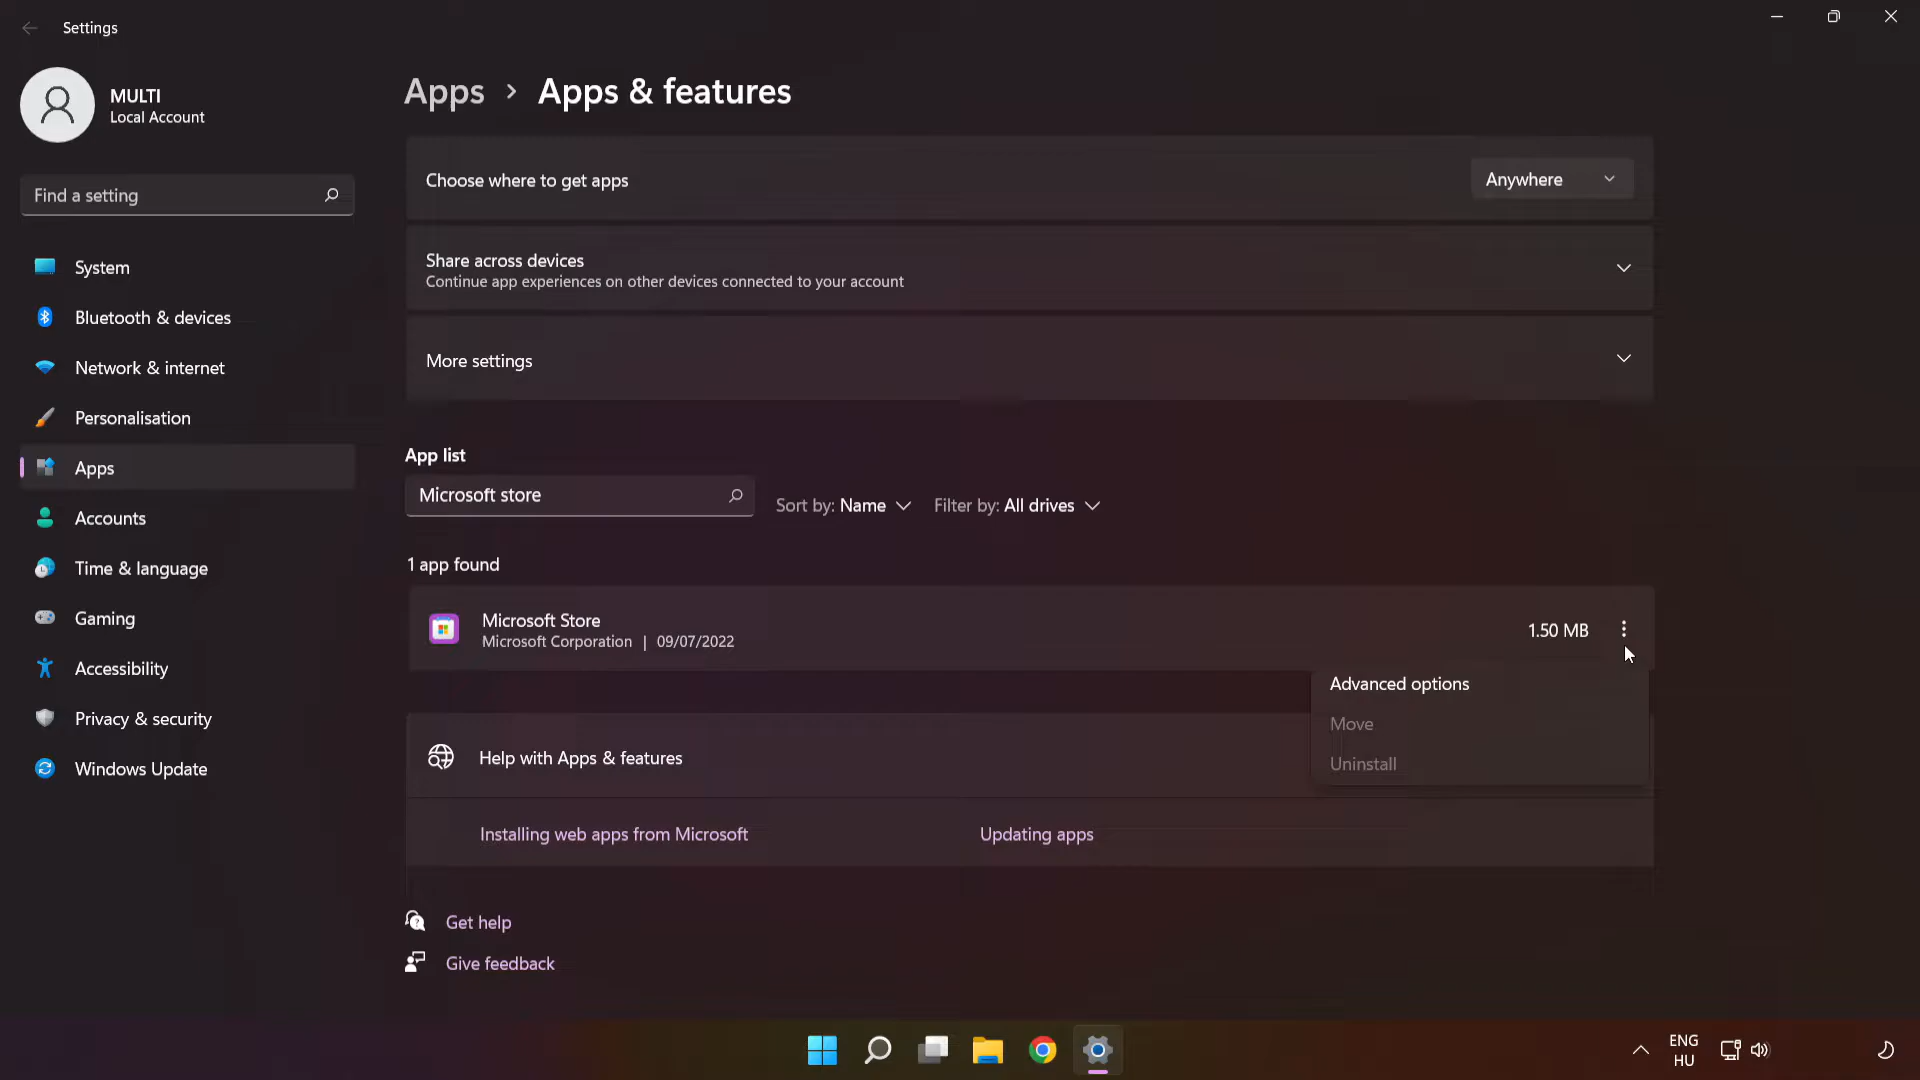 Settings
MULTI
Local Account
Find a setting
System
Bluetooth & devices
Network & internet
Personalisation
Apps
Accounts
Time & language
Gaming
Accessibility
Privacy & security
Windows Update
Apps > Apps & features
Choose where to get apps
Anywhere
Share across devices
Continue app experiences on other devices connected to your account
More settings
App list
Microsoft store
Sort by: Name
Filter by: All drives
1 app found
Microsoft Store
Microsoft Corporation | 09/07/2022
1.50 MB
Advanced options
Move
Uninstall
Help with Apps & features
Installing web apps from Microsoft
Updating apps
Get help
Give feedback
ENG
HU